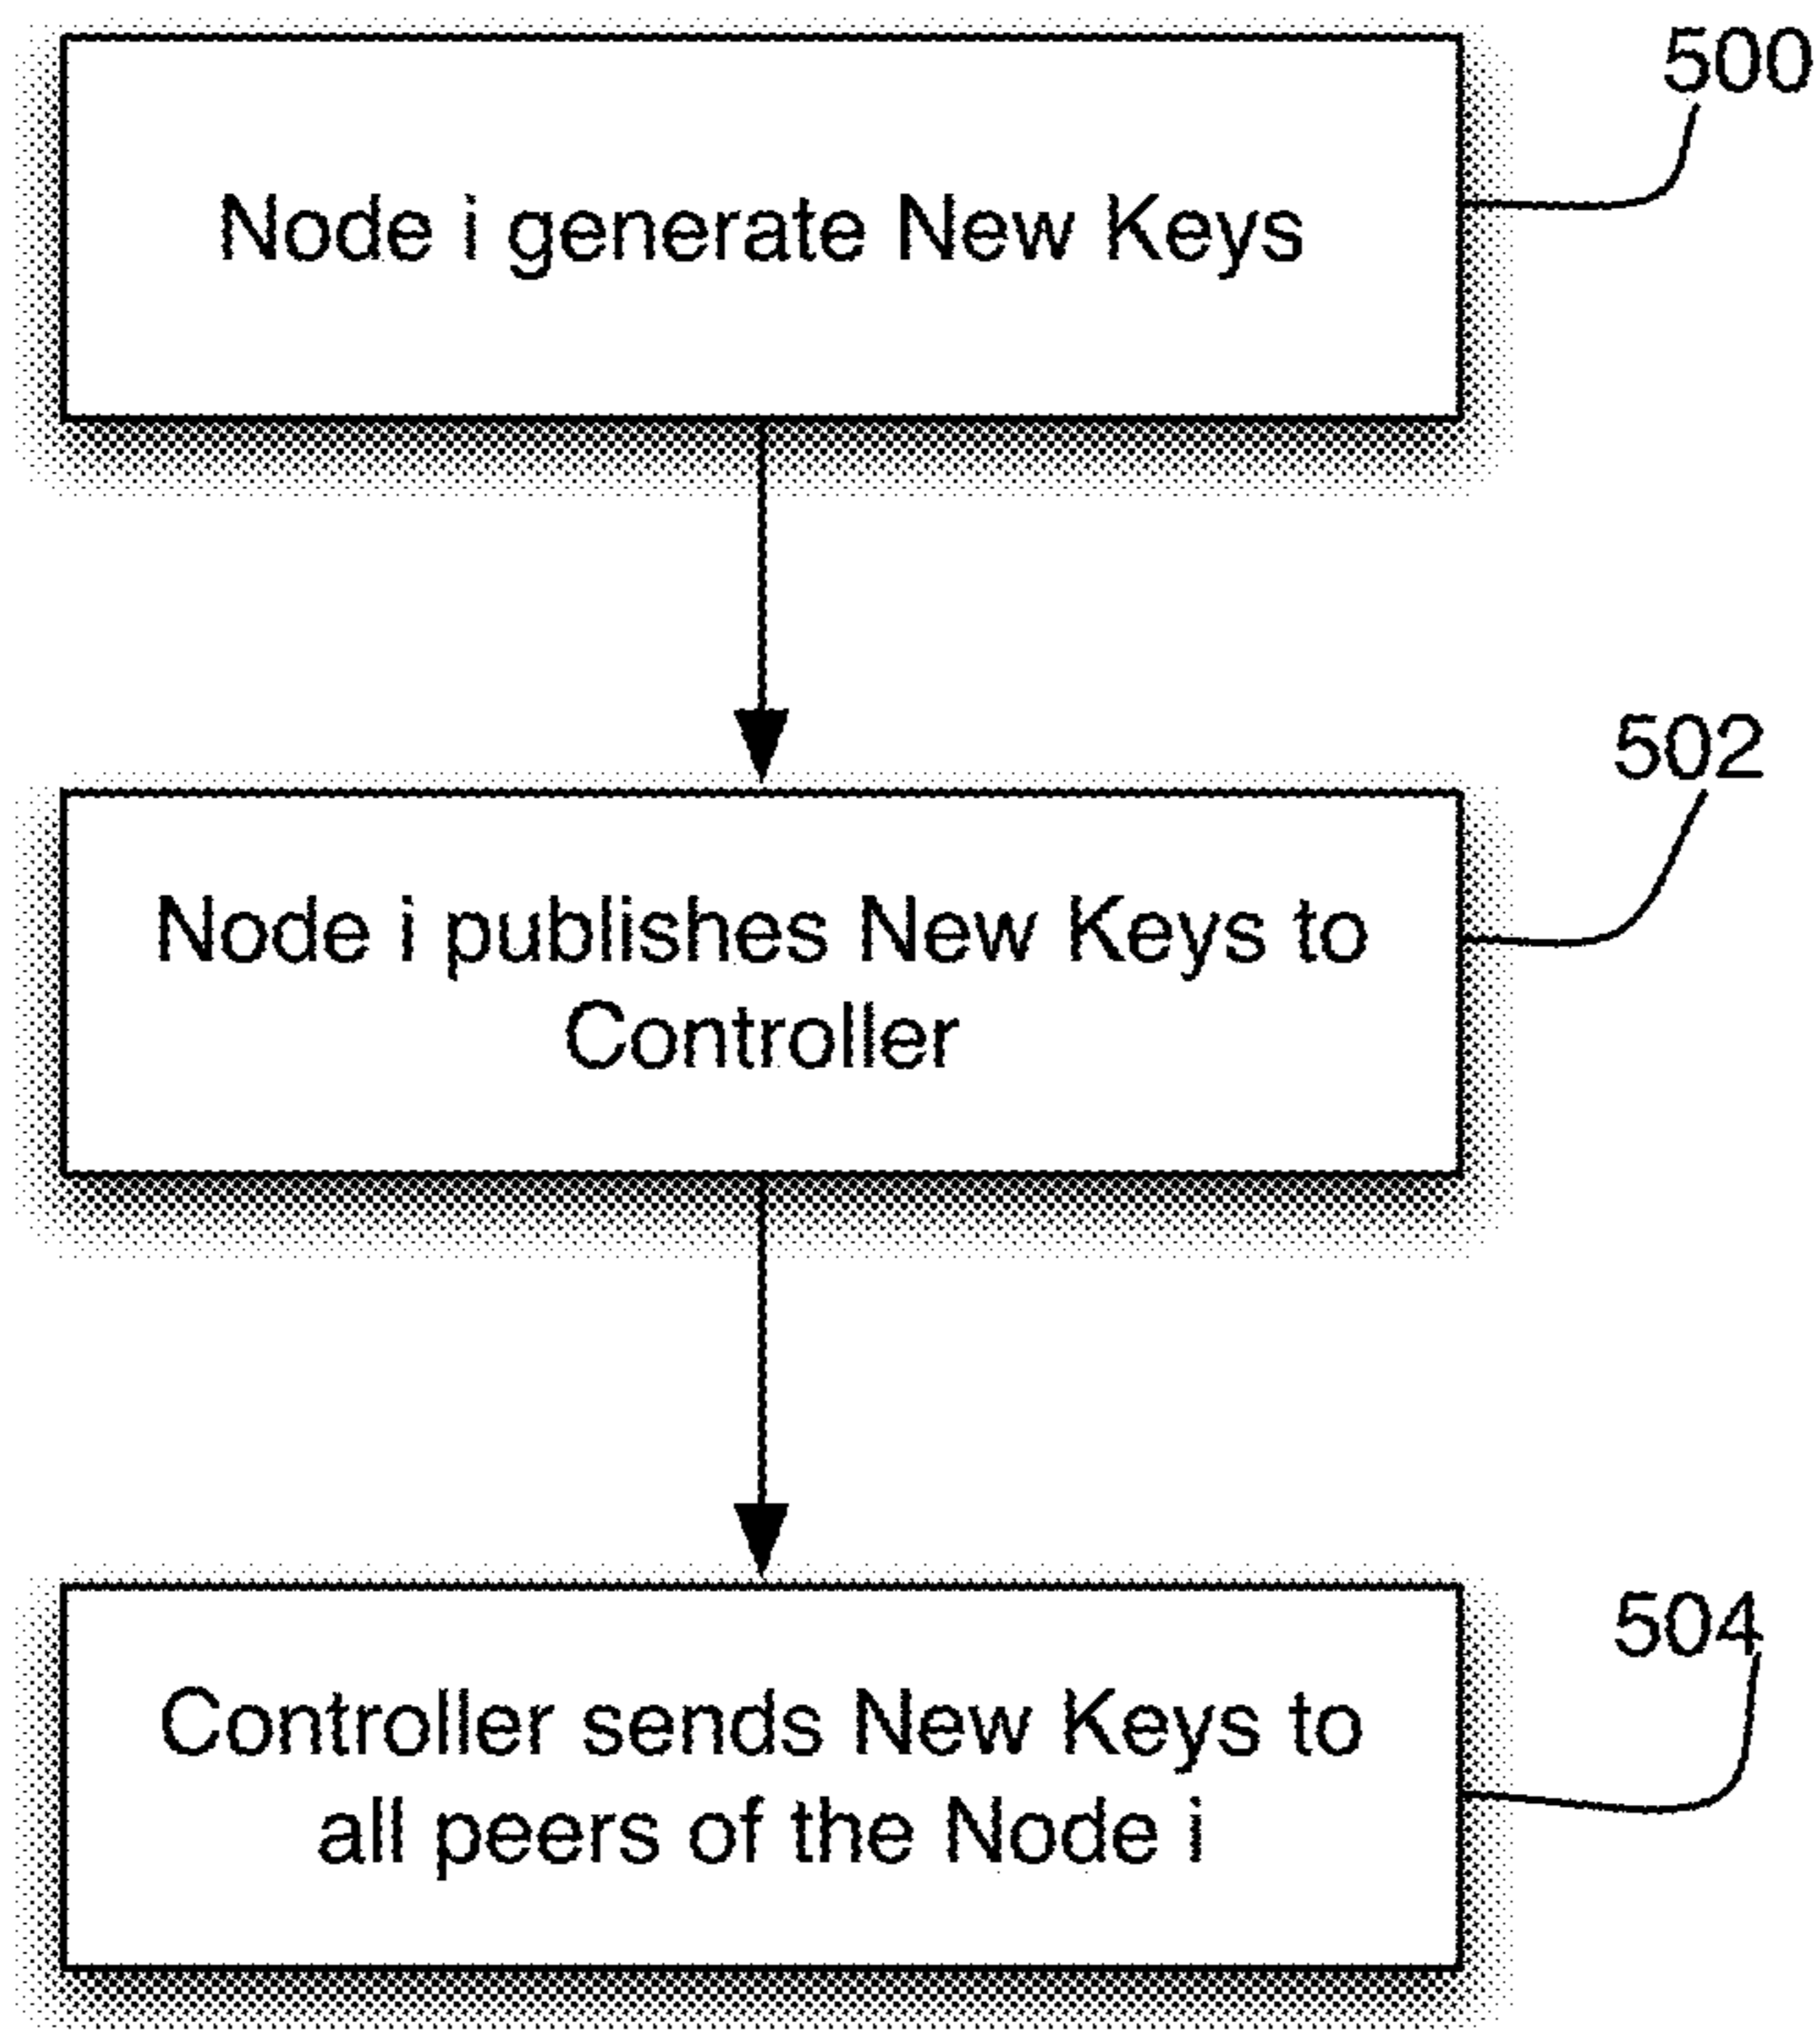 500
Node i generate New Keys
502
Node i publishes New Keys to
Controller
504
Controller sends New Keys to
all peers of the Node i